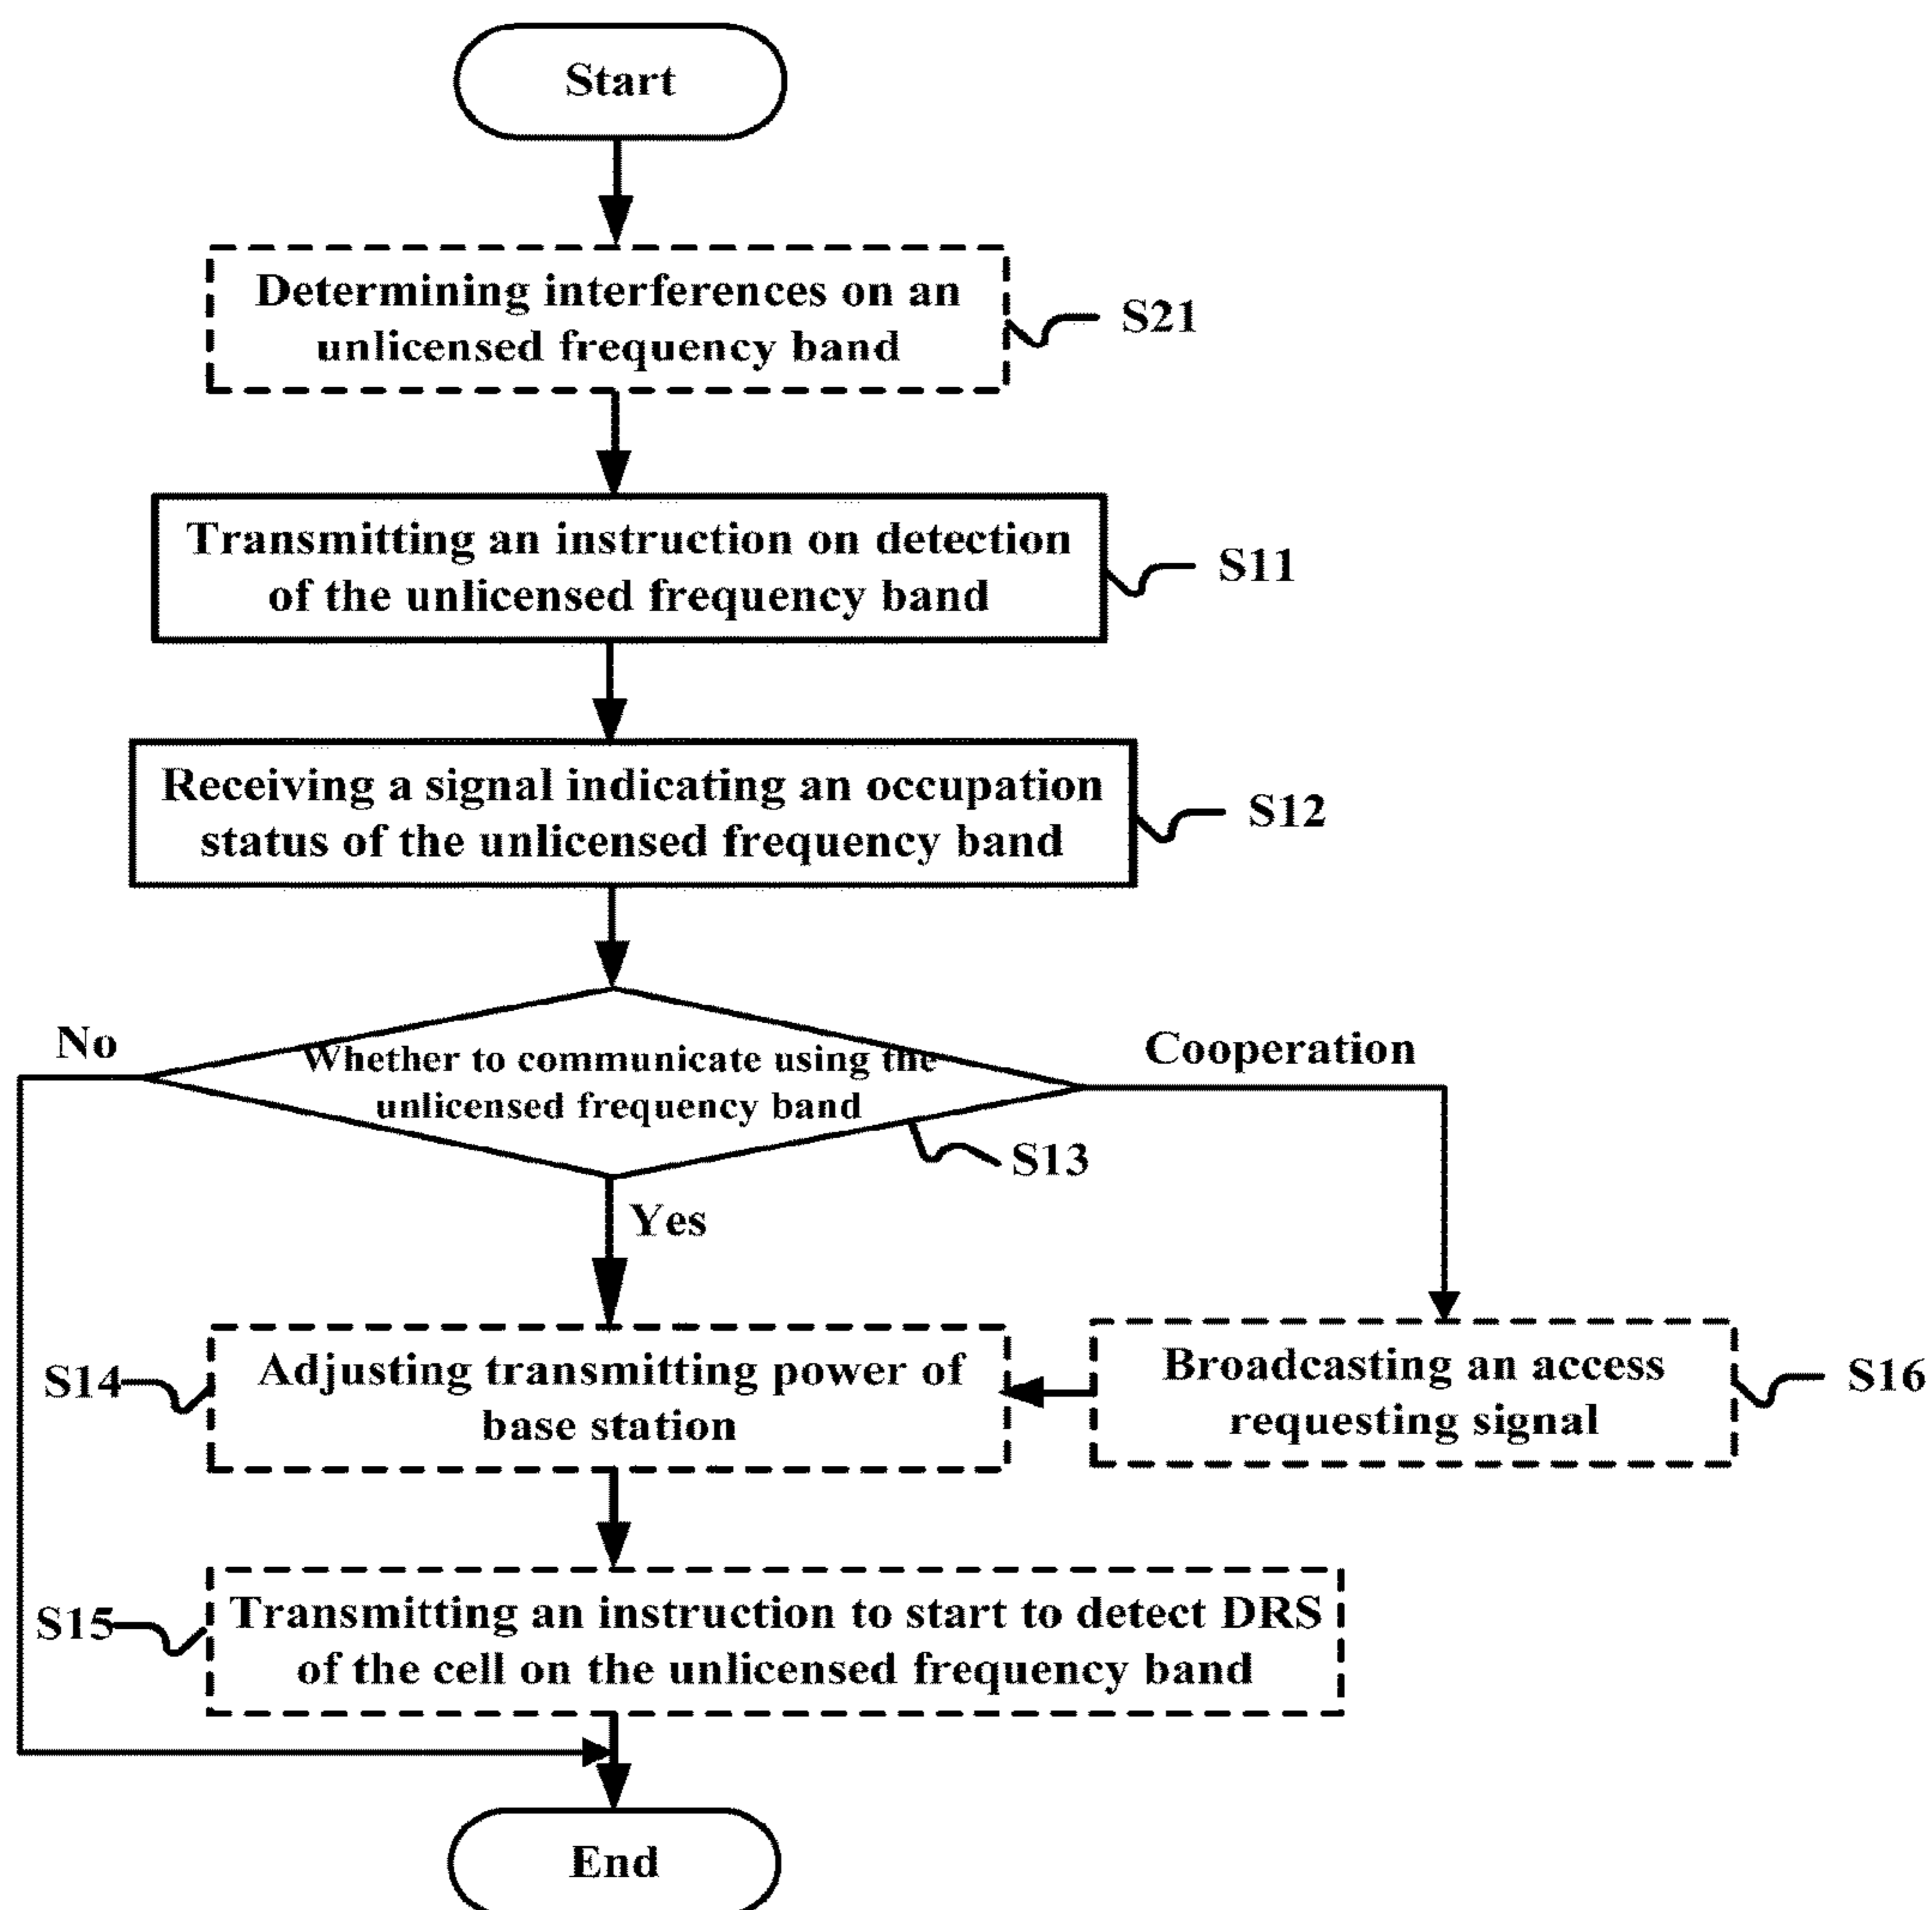 Start
Determining interferences on an
unlicensed frequency band
S21
Transmitting an instruction on detection
of the unlicensed frequency band
S11
Receiving a signal indicating an occupation
status of the unlicensed frequency band
S12
No
Whether to communicate using the
unlicensed frequency band
Cooperation
S13
Yes
S14
Adjusting transmitting power of
base station
Broadcasting an access
requesting signal
S16
S15
Transmitting an instruction to start to detect DRS
of the cell on the unlicensed frequency band
End